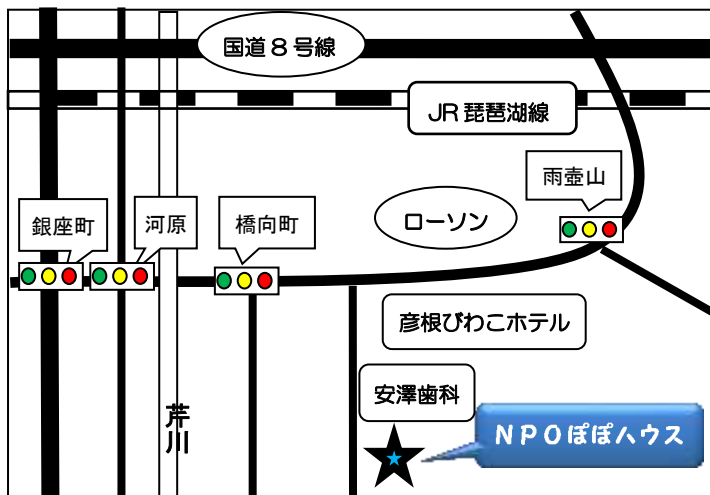 国道８号線
JR 琵琶湖線
雨壺山
銀座町
河原
橋向町
ローソン
彦根びわこホテル
安澤歯科
芹川
ＮＰＯぽぽハウス